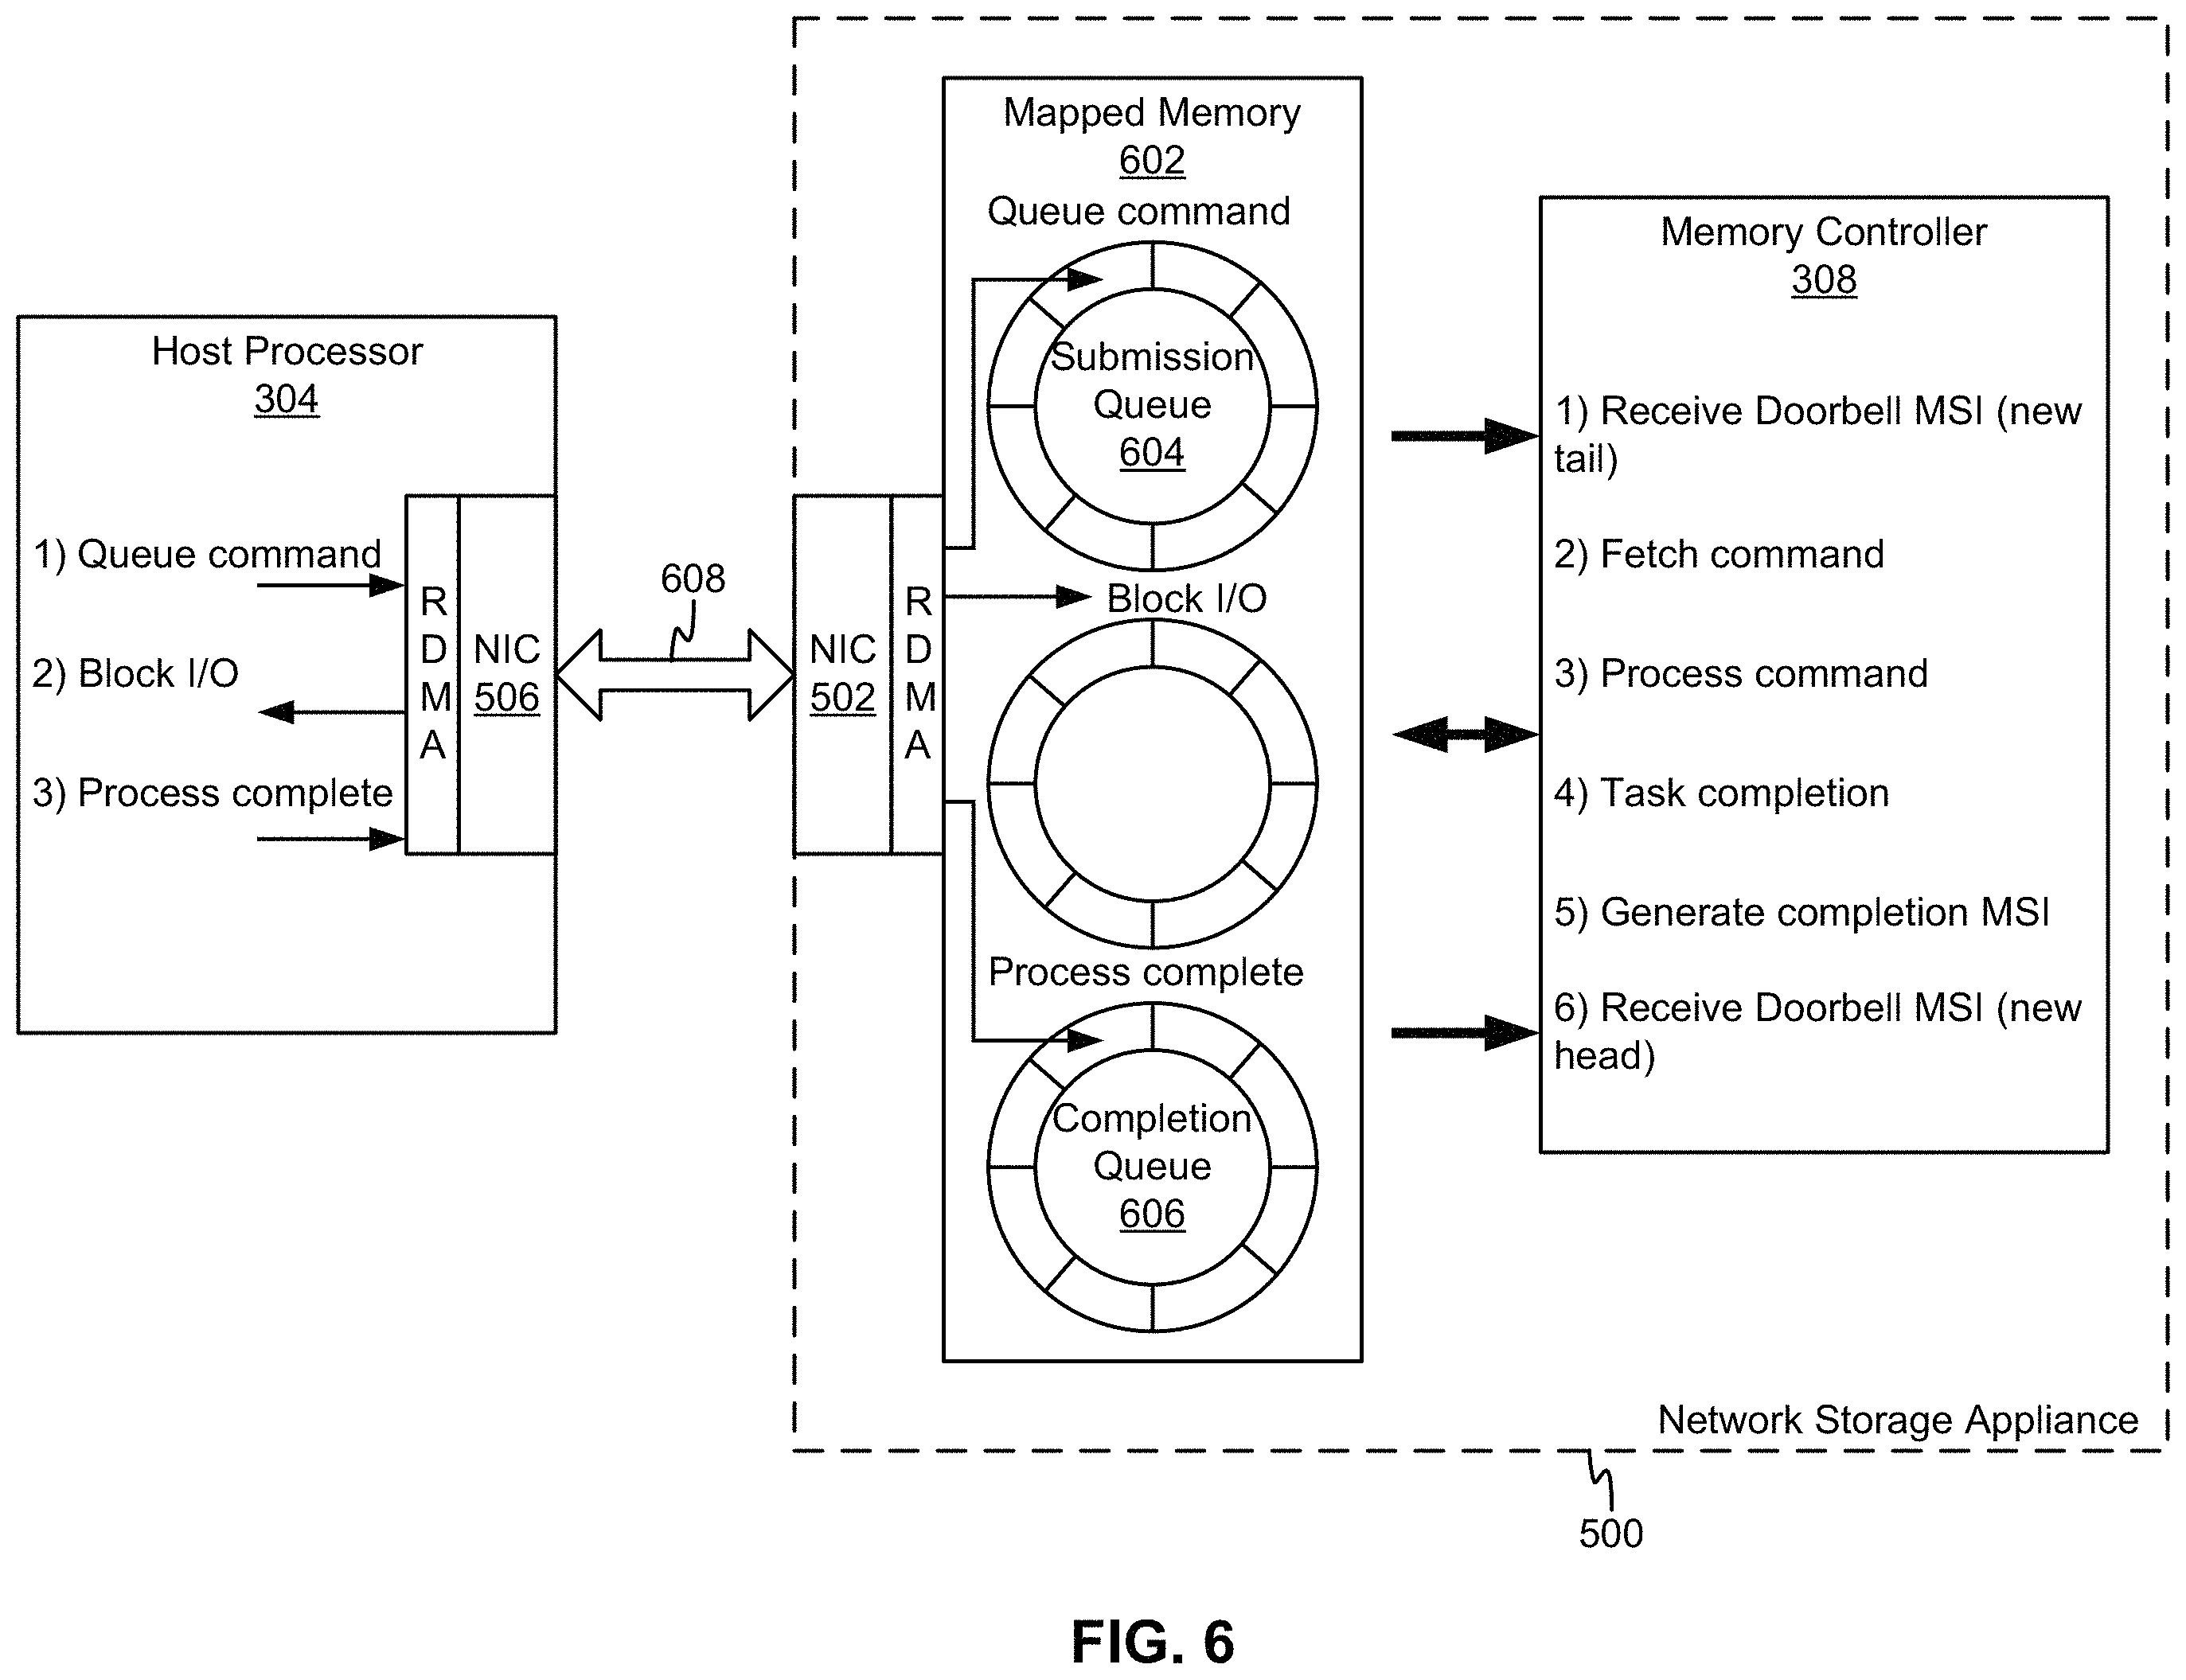 Host Processor
304
1) Queue command
2) Block I/O
3) Process complete
R
D
M
A
NIC
506
608
NIC
502
R
D
M
A
Mapped Memory
602
Queue command
Submission
Queue
604
Block I/O
Process complete
Completion
Queue
606
Memory Controller
308
1) Receive Doorbell MSI (new
tail)
2) Fetch command
3) Process command
4) Task completion
5) Generate completion MSI
6) Receive Doorbell MSI (new
head)
Network Storage Appliance
500
FIG. 6